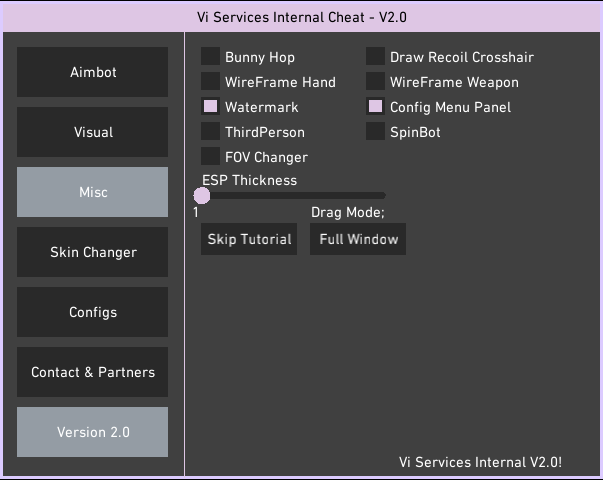 Vi Services Internal Cheat - V2.0
Aimbot
Visual
Misc
Skin Changer
Configs
Contact & Partners
Version 2.0
Bunny Hop
Draw Recoil Crosshair
WireFrame Hand
WireFrame Weapon
Watermark
Config Menu Panel
ThirdPerson
SpinBot
FOV Changer
ESP Thickness
1
Drag Mode;
Skip Tutorial
Full Window
Vi Services Internal V2.0!